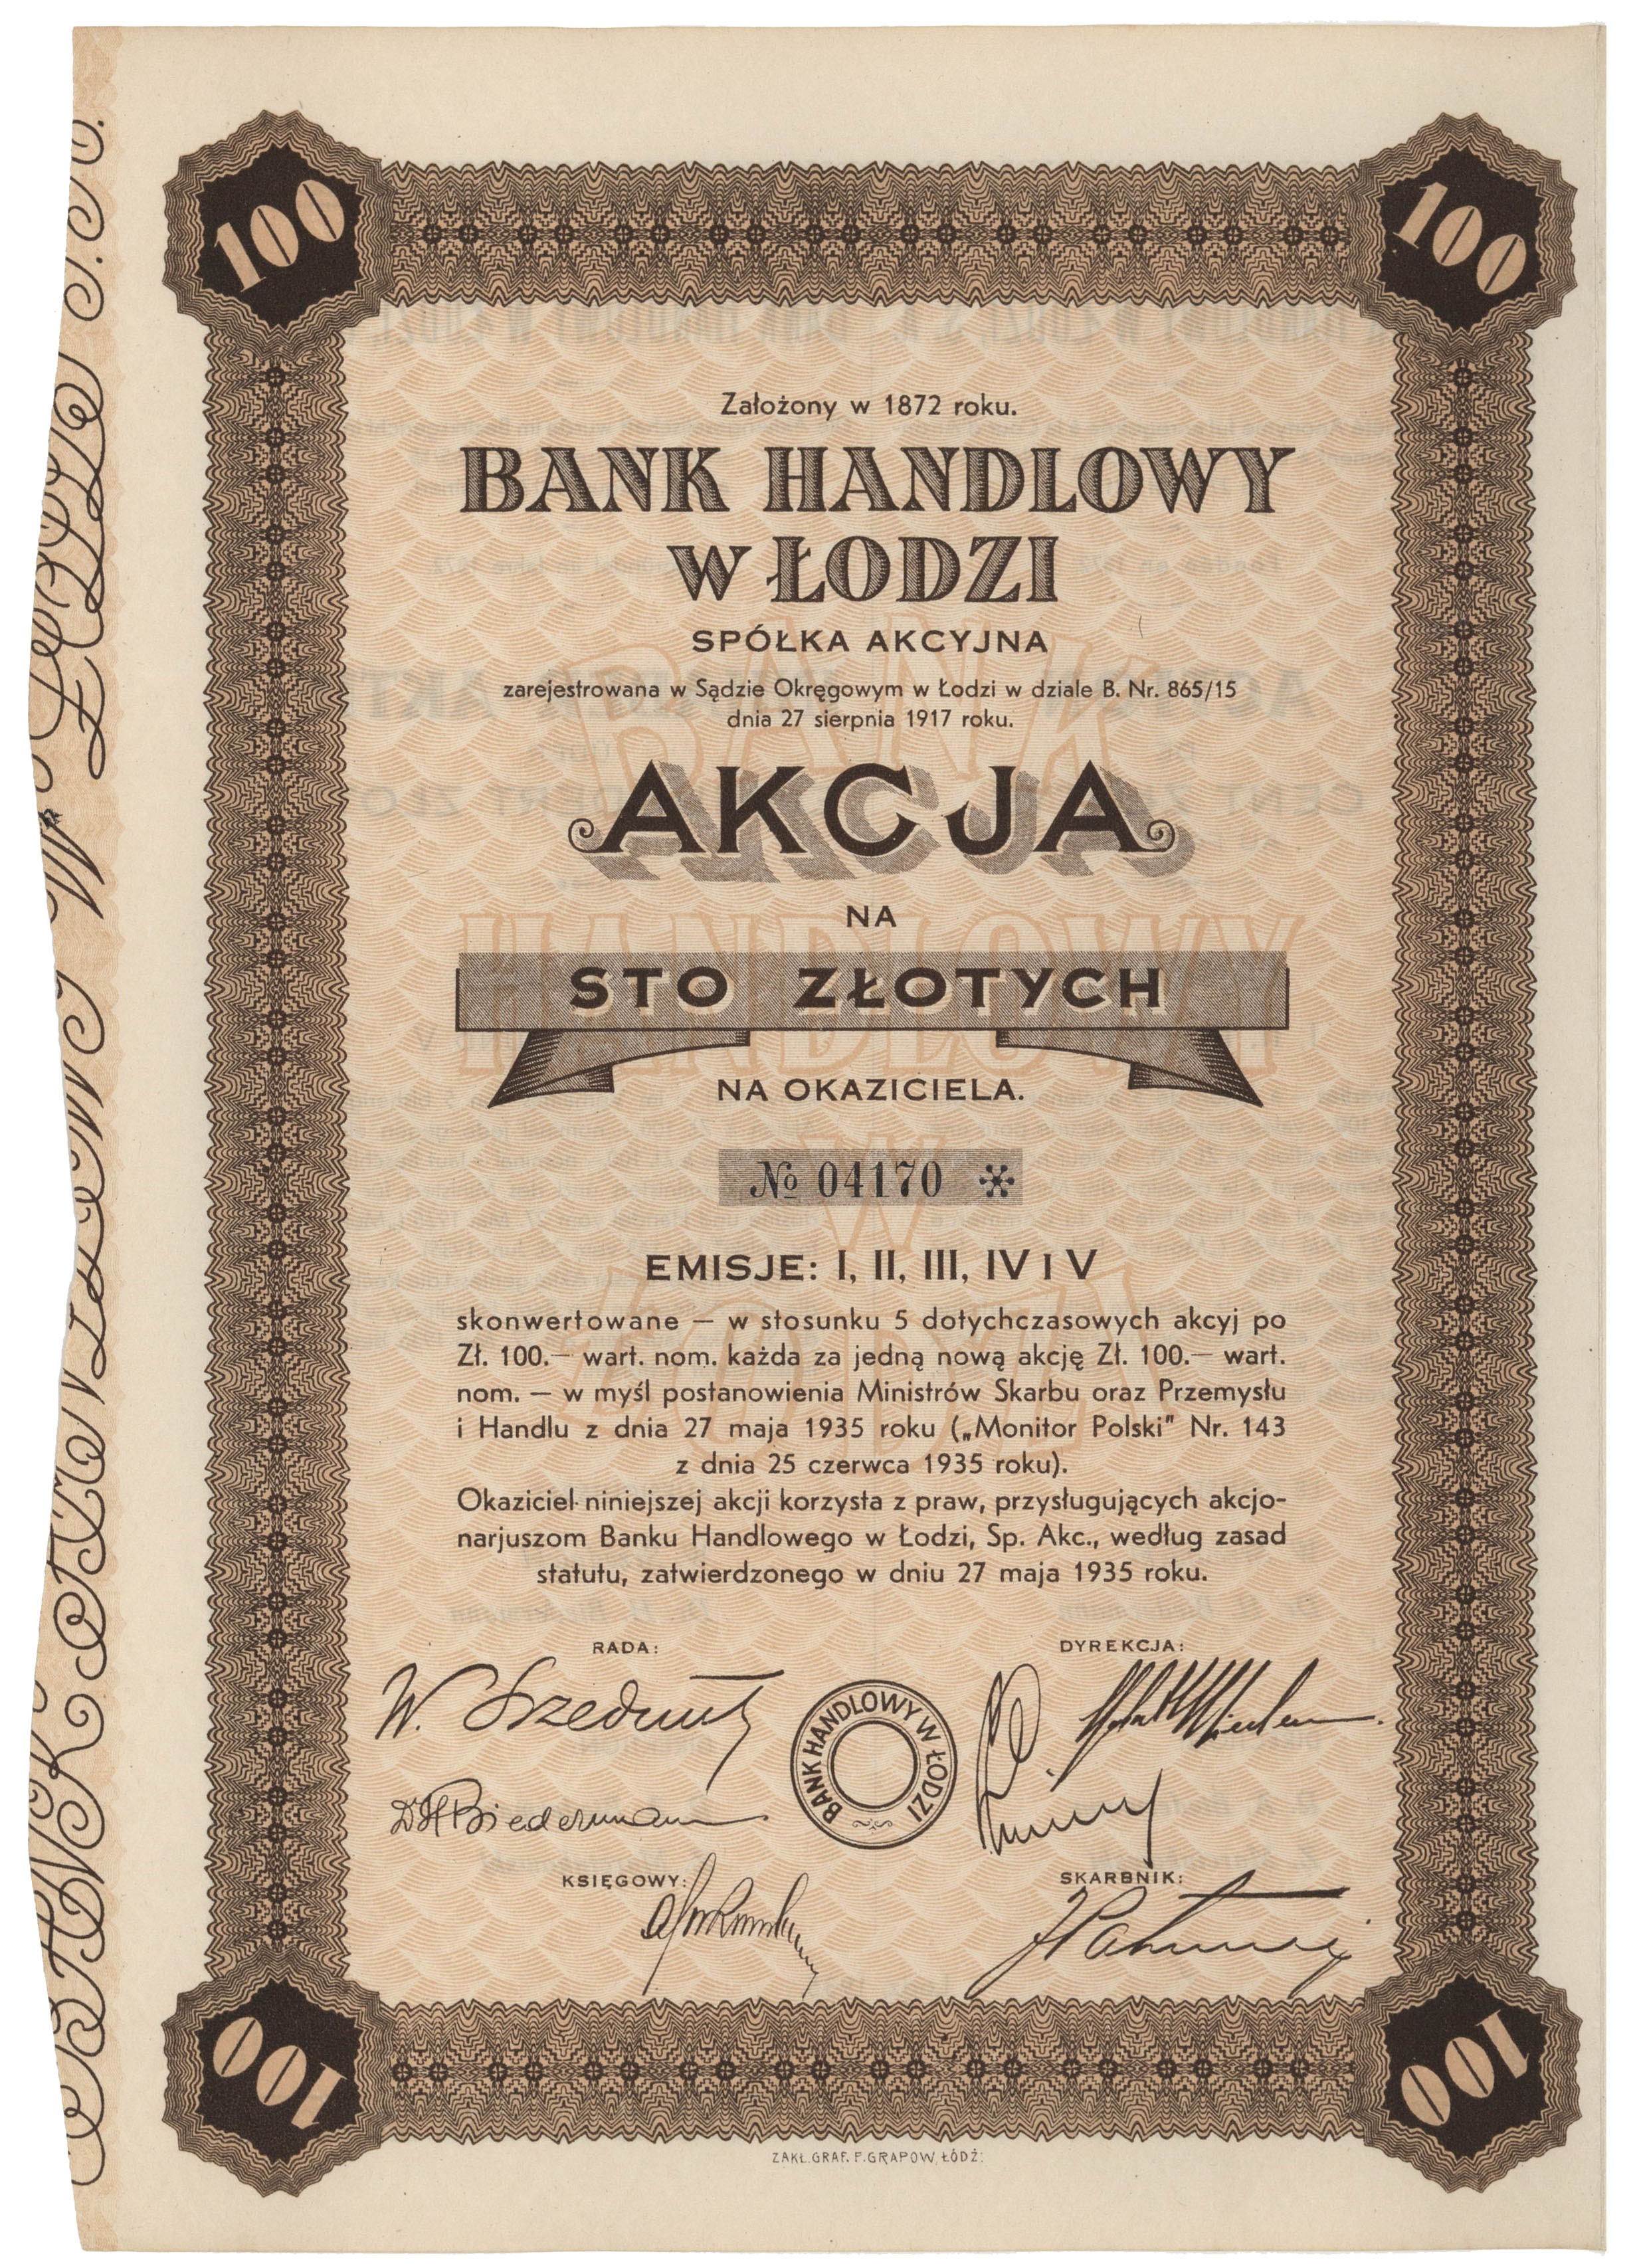 100
100
Założony w 1872 roku.
BANK HANDLOWY
W ŁODZI
SPÓŁKA AKCYJNA
zarejestrowana w Sądzie Okręgowym w Łodzi w dziale B. Nr. 865/15
dnia 27 sierpnia 1917 roku.
AKCJA
NA
STO ZŁOTYCH
NA OKAZICIELA.
№ 04170 *
EMISJE: I, II, III, IV i V
skonwertowane — w stosunku 5 dotychczasowych akcyj po
Zł. 100.— wart. nom. każda za jedną nową akcję Zł. 100.— wart.
nom. — w myśl postanowienia Ministrów Skarbu oraz Przemysłu
i Handlu z dnia 27 maja 1935 roku („Monitor Polski" Nr. 143
z dnia 25 czerwca 1935 roku).
Okaziciel niniejszej akcji korzysta z praw, przysługujących akcjo-
narjuszom Banku Handlowego w Łodzi, Sp. Akc., według zasad
statutu, zatwierdzonego w dniu 27 maja 1935 roku.
RADA:
DYREKCJA:
W.
Biedermann
BANK HANDLOWY W ŁODZI
KSIĘGOWY:
SKARBNIK:
100
100
ZAKŁ. GRAF. F. GRAPOW, ŁÓDŹ.
BANK
HANDLOWY
W
ŁODZI